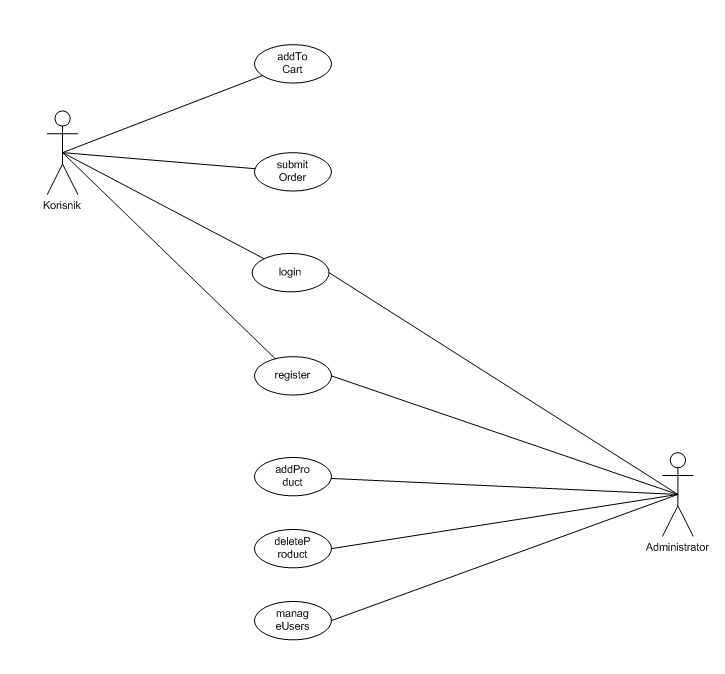 addTo
Cart
submit
Order
Korisnik
login
register
addPro
duct
deleteP
roduct
Administrator
manag
eUsers